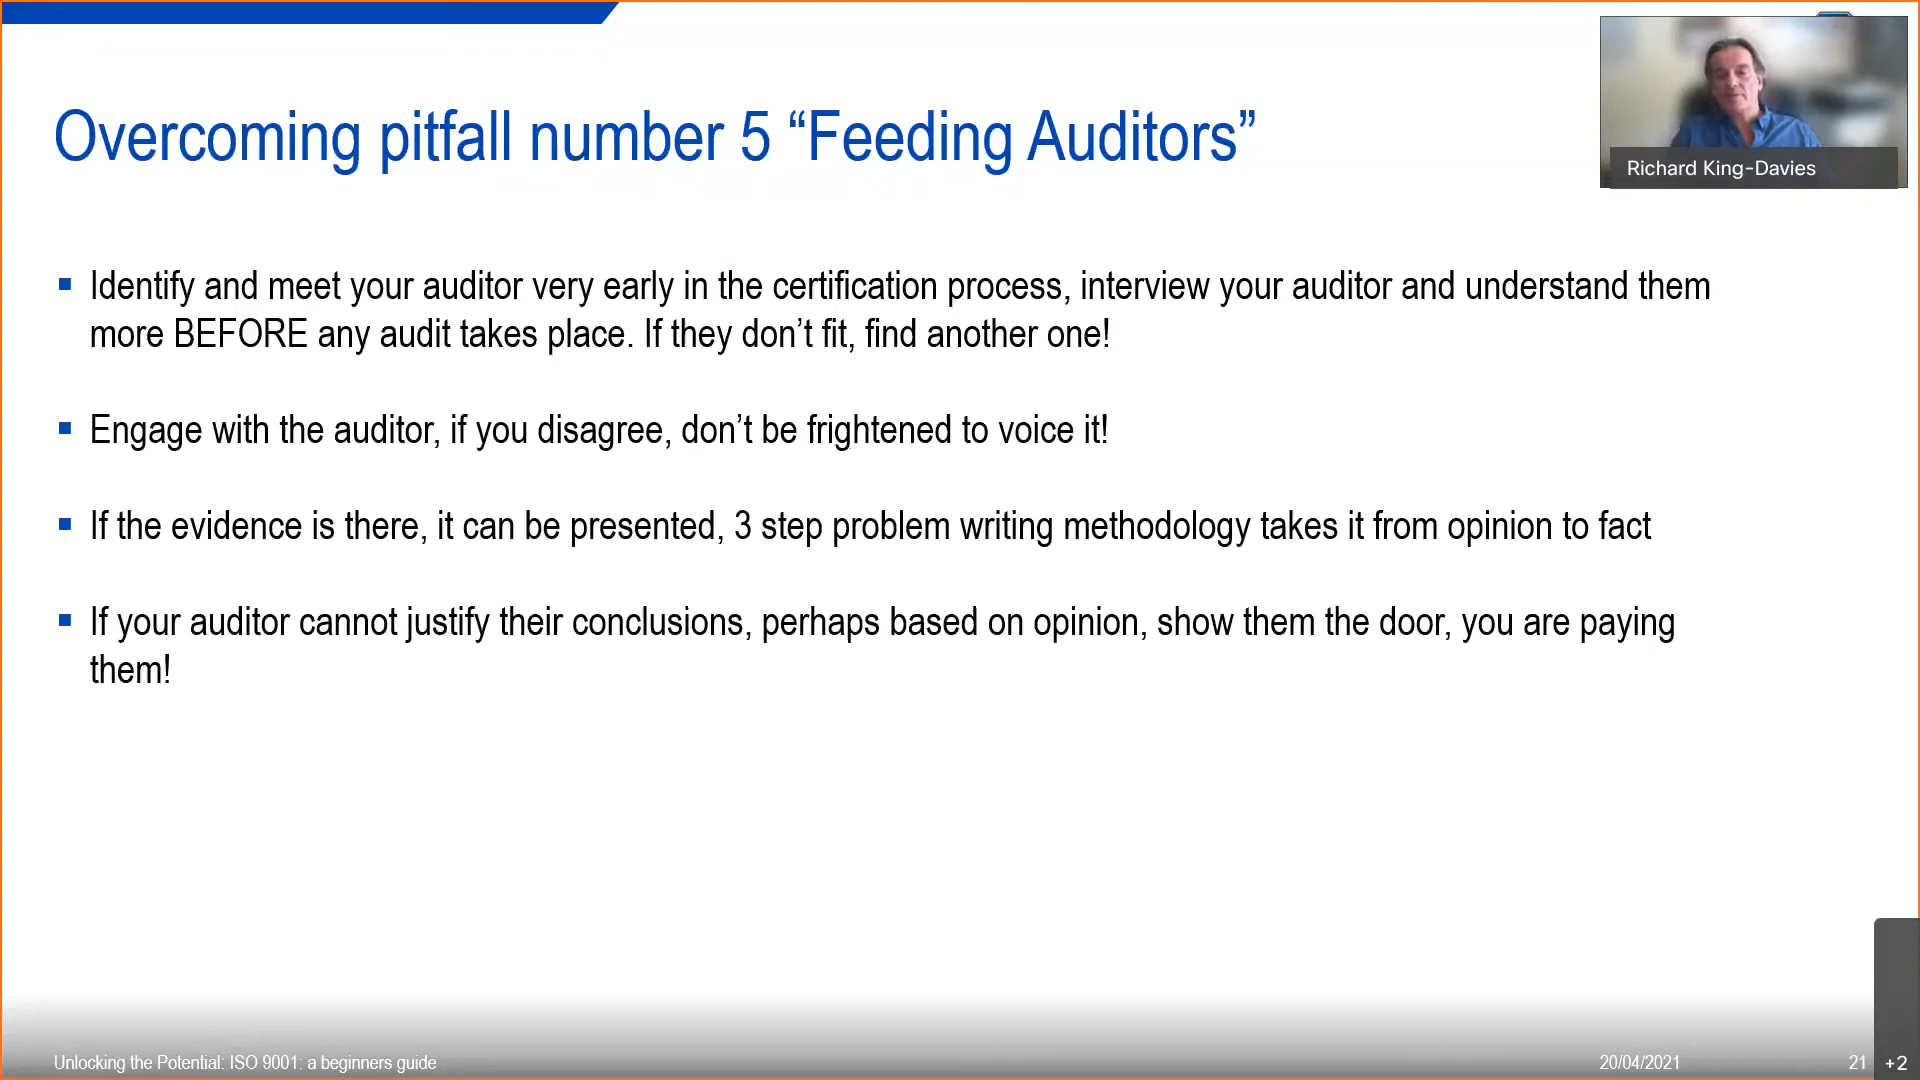 Overcoming pitfall number 5 “Feeding Auditors”
Richard King-Davies
▪ Identify and meet your auditor very early in the certification process, interview your auditor and understand them
more BEFORE any audit takes place. If they don’t fit, find another one!
▪ Engage with the auditor, if you disagree, don’t be frightened to voice it!
▪ If the evidence is there, it can be presented, 3 step problem writing methodology takes it from opinion to fact
▪ If your auditor cannot justify their conclusions, perhaps based on opinion, show them the door, you are paying
them!
Unlocking the Potential: ISO 9001: a beginners guide
20/04/2021
21
+2